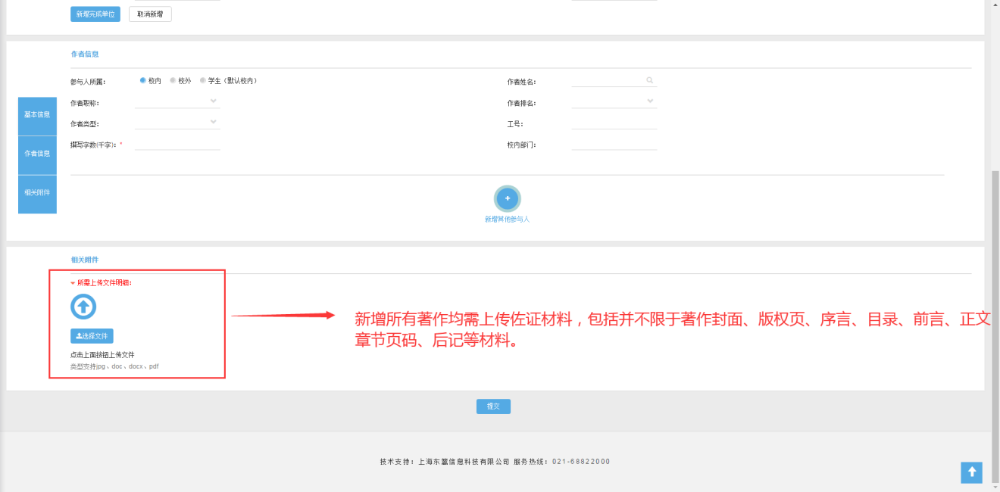 新增完成单位 取消新增
作者信息
参与人所属： 校内 校外 学生（默认校内） 作者姓名：
作者职称： 作者排名：
基本信息
作者类型： 工号：
撰写字数(千字)： * 校内部门：
作者信息
相关附件
+
新增其他参与人
相关附件
所需上传文件明细：
新增所有著作均需上传佐证材料，包括并不限于著作封面、版权页、序言、目录、前言、正文
章节页码、后记等材料。
选择文件
点击上面按钮上传文件
类型支持jpg、doc、docx、pdf
提交
技术支持：上海东篮信息科技有限公司 服务热线：021-68822000